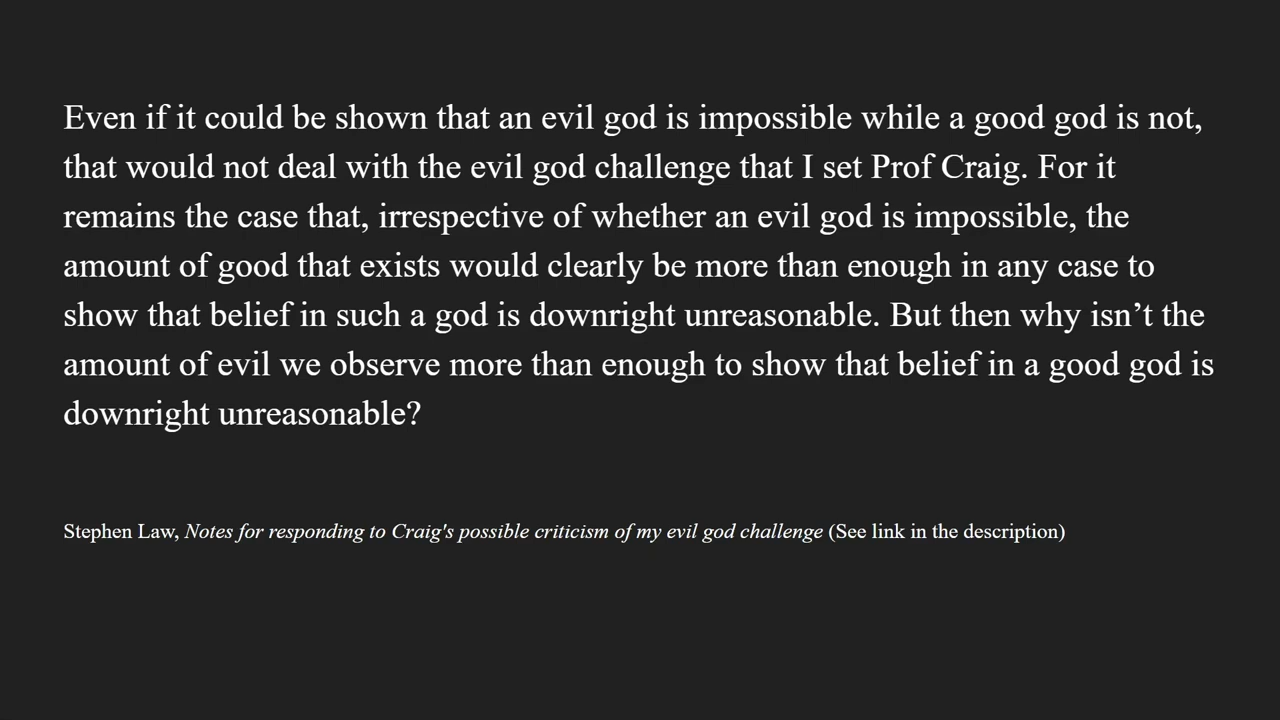 Even if it could be shown that an evil god is impossible while a good god is not,
that would not deal with the evil god challenge that I set Prof Craig. For it
remains the case that, irrespective of whether an evil god is impossible, the
amount of good that exists would clearly be more than enough in any case to
show that belief in such a god is downright unreasonable. But then why isn’t the
amount of evil we observe more than enough to show that belief in a good god is
downright unreasonable?
Stephen Law, Notes for responding to Craig's possible criticism of my evil god challenge (See link in the description)